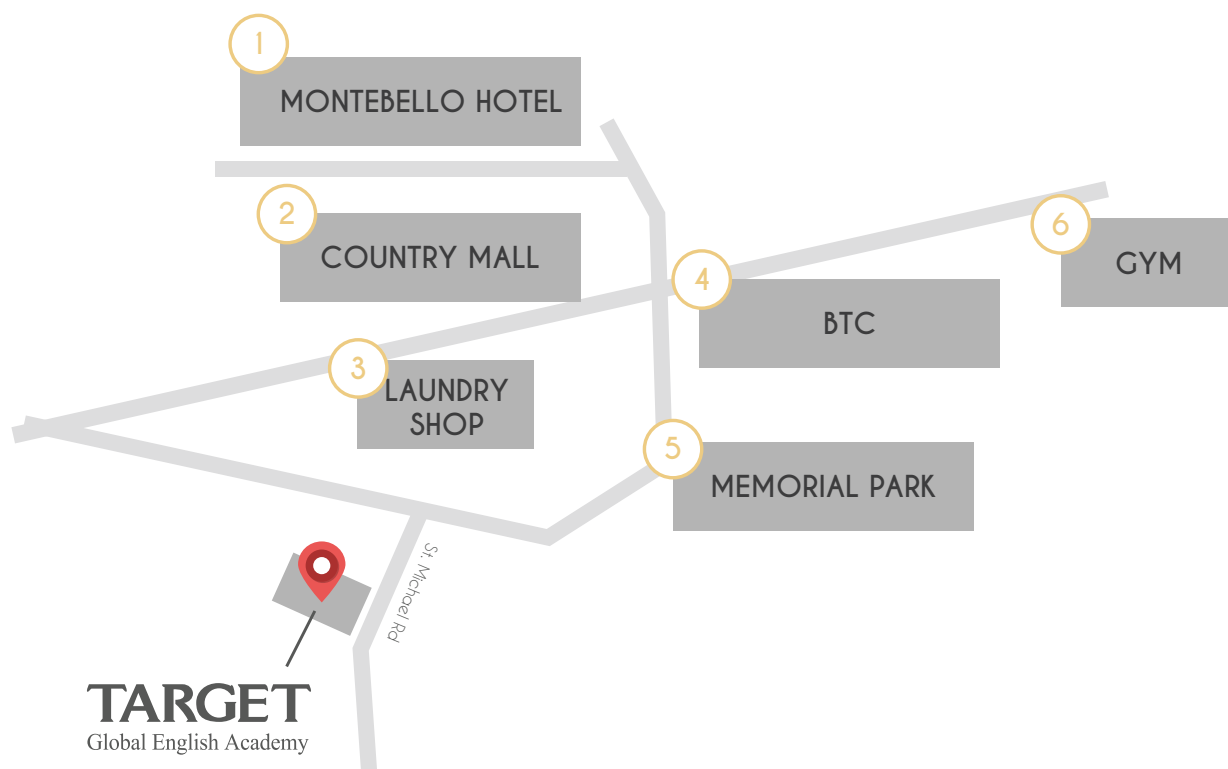 1
MONTEBELLO HOTEL
2
COUNTRY MALL
6
GYM
4
BTC
3
LAUNDRY
SHOP
5
MEMORIAL PARK
St. Michael Rd
TARGET
Global English Academy